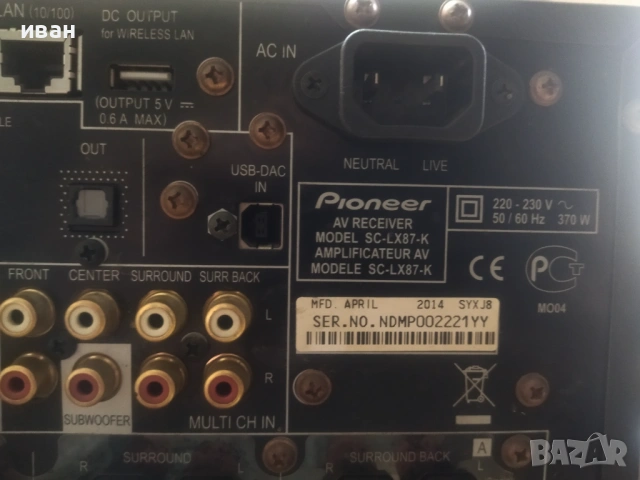 иван
LAN (10/100)
DC OUTPUT
for WIRELESS LAN
(OUTPUT 5 V ⎓
0.6 A MAX)
AC IN
NEUTRAL LIVE
OUT
USB-DAC
IN
Pioneer
AV RECEIVER
MODEL SC-LX87-K
AMPLIFICATEUR AV
MODELE SC-LX87-K
220 - 230 V ~
50 / 60 Hz 370 W
CE
MO04
MFD. APRIL 2014 SYXJ8
SER.NO.NDMP002221YY
FRONT CENTER SURROUND SURR BACK
L
R
SUBWOOFER
MULTI CH IN
R SURROUND L
R SURROUND BACK L
A
BAZAR